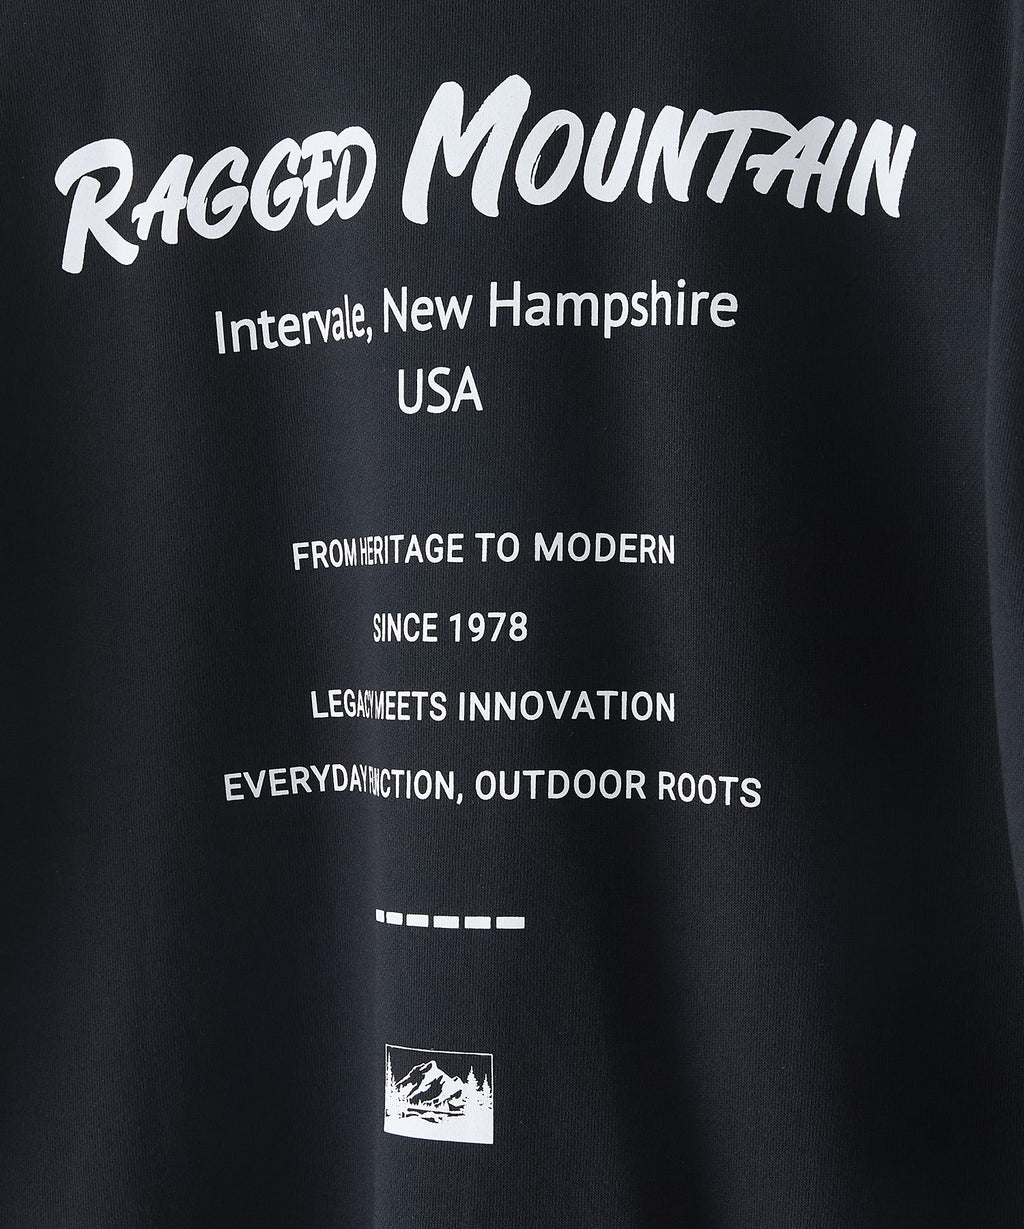 RAGGED MOUNTAIN
Intervale, New Hampshire
USA
FROM HERITAGE TO MODERN
SINCE 1978
LEGACY MEETS INNOVATION
EVERYDAY FUNCTION, OUTDOOR ROOTS